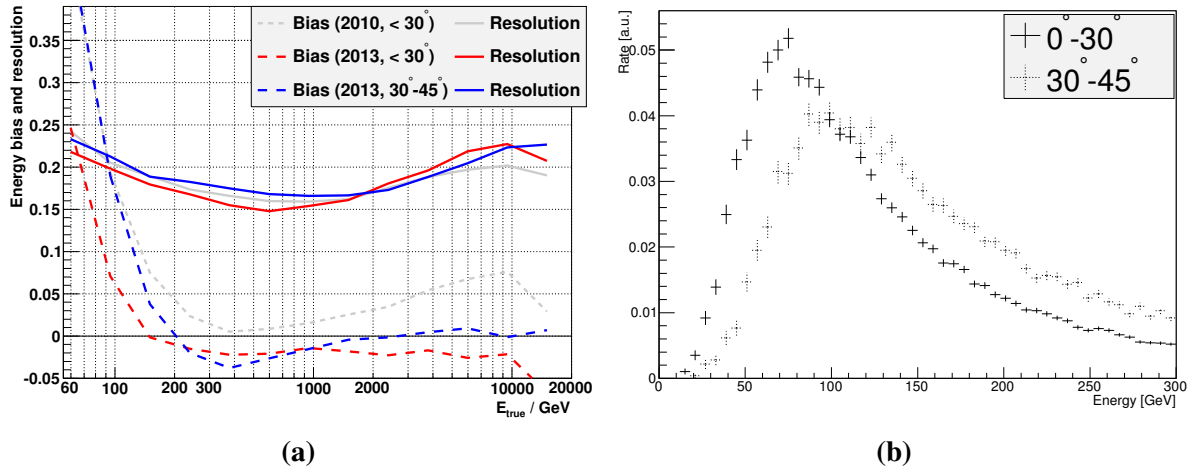 Energy bias and resolution
0.35
0.3
0.25
0.2
0.15
0.1
0.05
0
-0.05
Bias (2010, < 30°) Resolution
Bias (2013, < 30°) Resolution
Bias (2013, 30°-45°) Resolution
60 100 200 300 1000 2000 10000 20000
E_true / GeV
(a)
Rate [a.u.]
0.05
0.04
0.03
0.02
0.01
0
0°-30°
30°-45°
0 50 100 150 200 250 300
Energy [GeV]
(b)